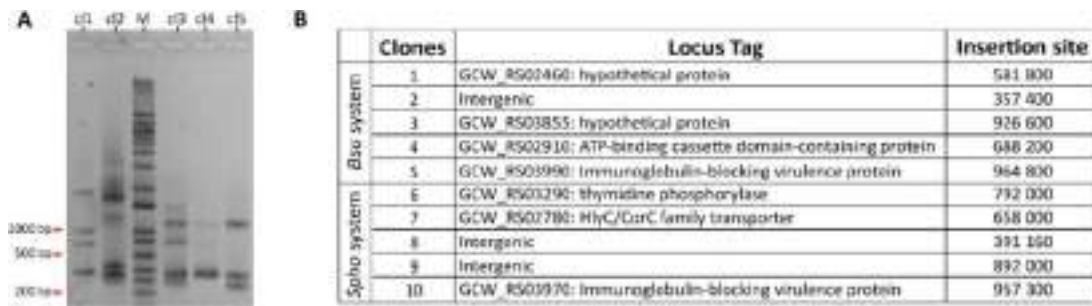 A
cl1 cl2 M cl3 cl4 cl5
1000 bp
500 bp
200 bp
B
Clones Locus Tag Insertion site
Bsu system
1 GCW_RS02460: hypothetical protein 581 800
2 Intergenic 357 400
3 GCW_RS03855: hypothetical protein 926 600
4 GCW_RS02910: ATP-binding cassette domain-containing protein 688 200
5 GCW_RS03990: Immunoglobulin-blocking virulence protein 964 800
Spho system
6 GCW_RS03290: thymidine phosphorylase 792 000
7 GCW_RS02780: HlyC/CorC family transporter 658 000
8 Intergenic 391 160
9 Intergenic 892 000
10 GCW_RS03970: Immunoglobulin-blocking virulence protein 957 300